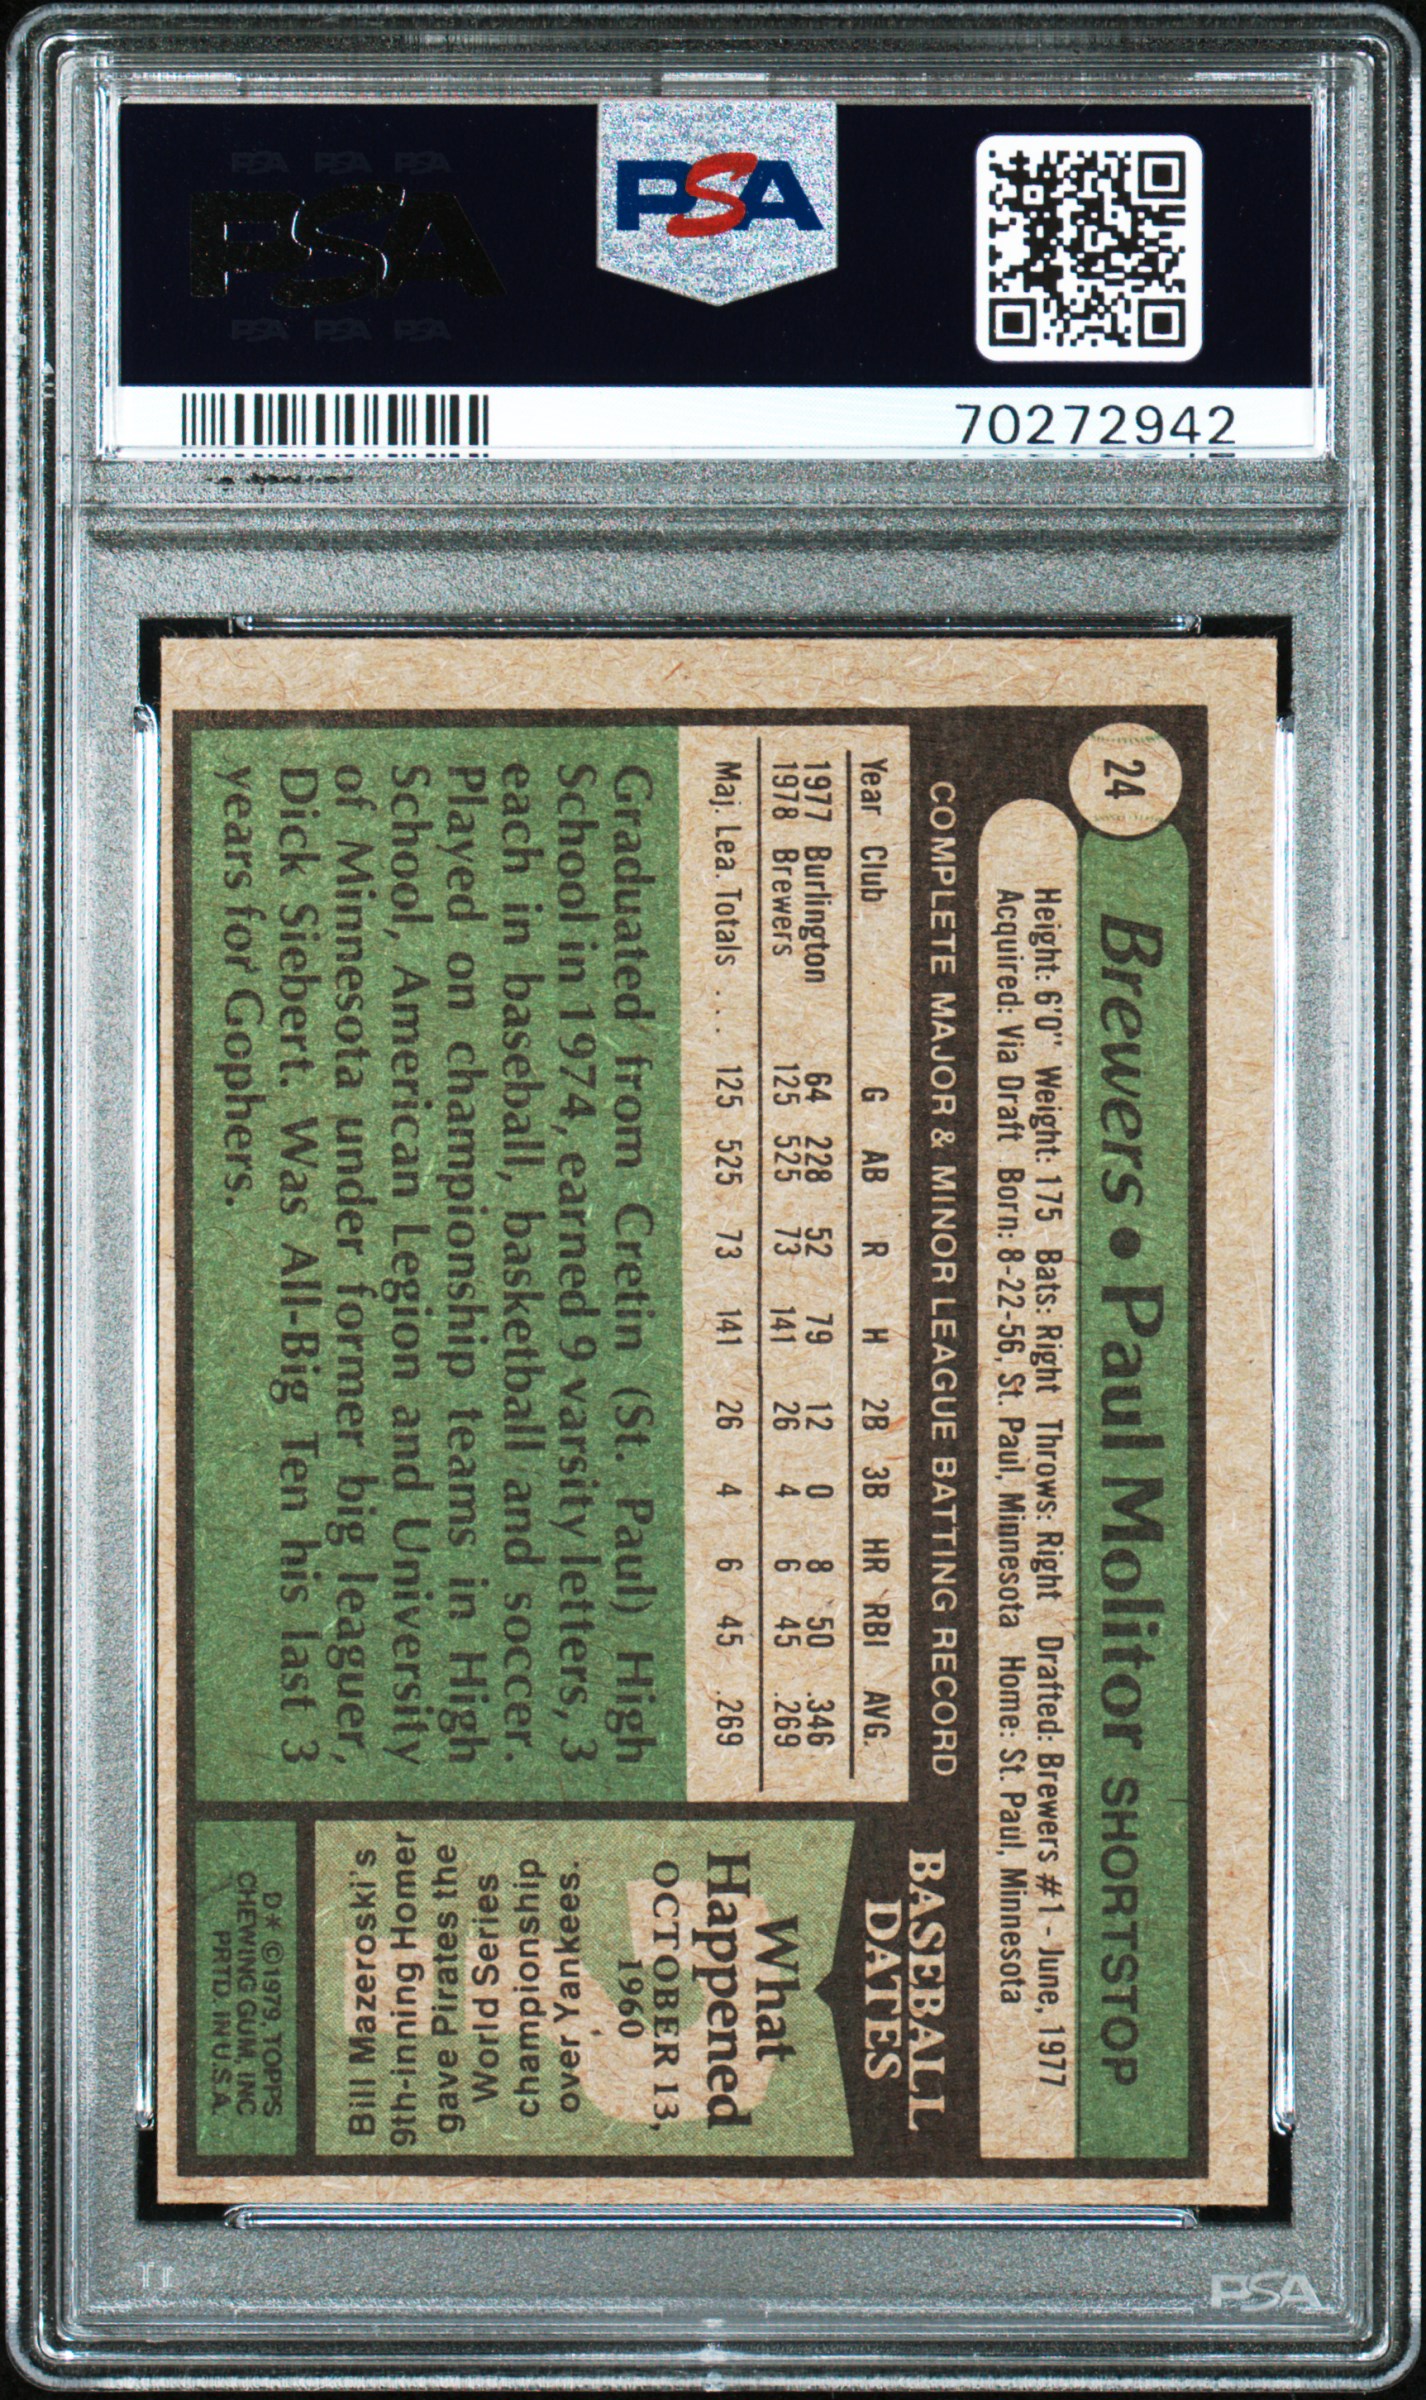 PSA PSA PSA
PSA
PSA PSA PSA
PSA
70272942
24
Brewers • Paul Molitor SHORTSTOP
Height: 6'0" Weight: 175 Bats: Right Throws: Right Drafted: Brewers #1 - June, 1977
Acquired: Via Draft Born: 8-22-56, St. Paul, Minnesota Home: St. Paul, Minnesota
COMPLETE MAJOR & MINOR LEAGUE BATTING RECORD
Year Club G AB R H 2B 3B HR RBI AVG.
1977 Burlington 64 228 52 79 12 0 8 50 .346
1978 Brewers 125 525 73 141 26 4 6 45 .269
Maj. Lea. Totals . . . 125 525 73 141 26 4 6 45 .269
Graduated from Cretin (St. Paul) High
School in 1974, earned 9 varsity letters, 3
each in baseball, basketball and soccer.
Played on championship teams in High
School, American Legion and University
of Minnesota under former big leaguer,
Dick Siebert. Was All-Big Ten his last 3
years for Gophers.
BASEBALL
DATES
What
Happened
OCTOBER 13,
1960
Bill Mazeroski's
9th-inning Homer
gave Pirates the
World Series
championship
over Yankees.
D* ©1979. TOPPS
CHEWING GUM, INC
PRTD. IN U.S.A.
PSA